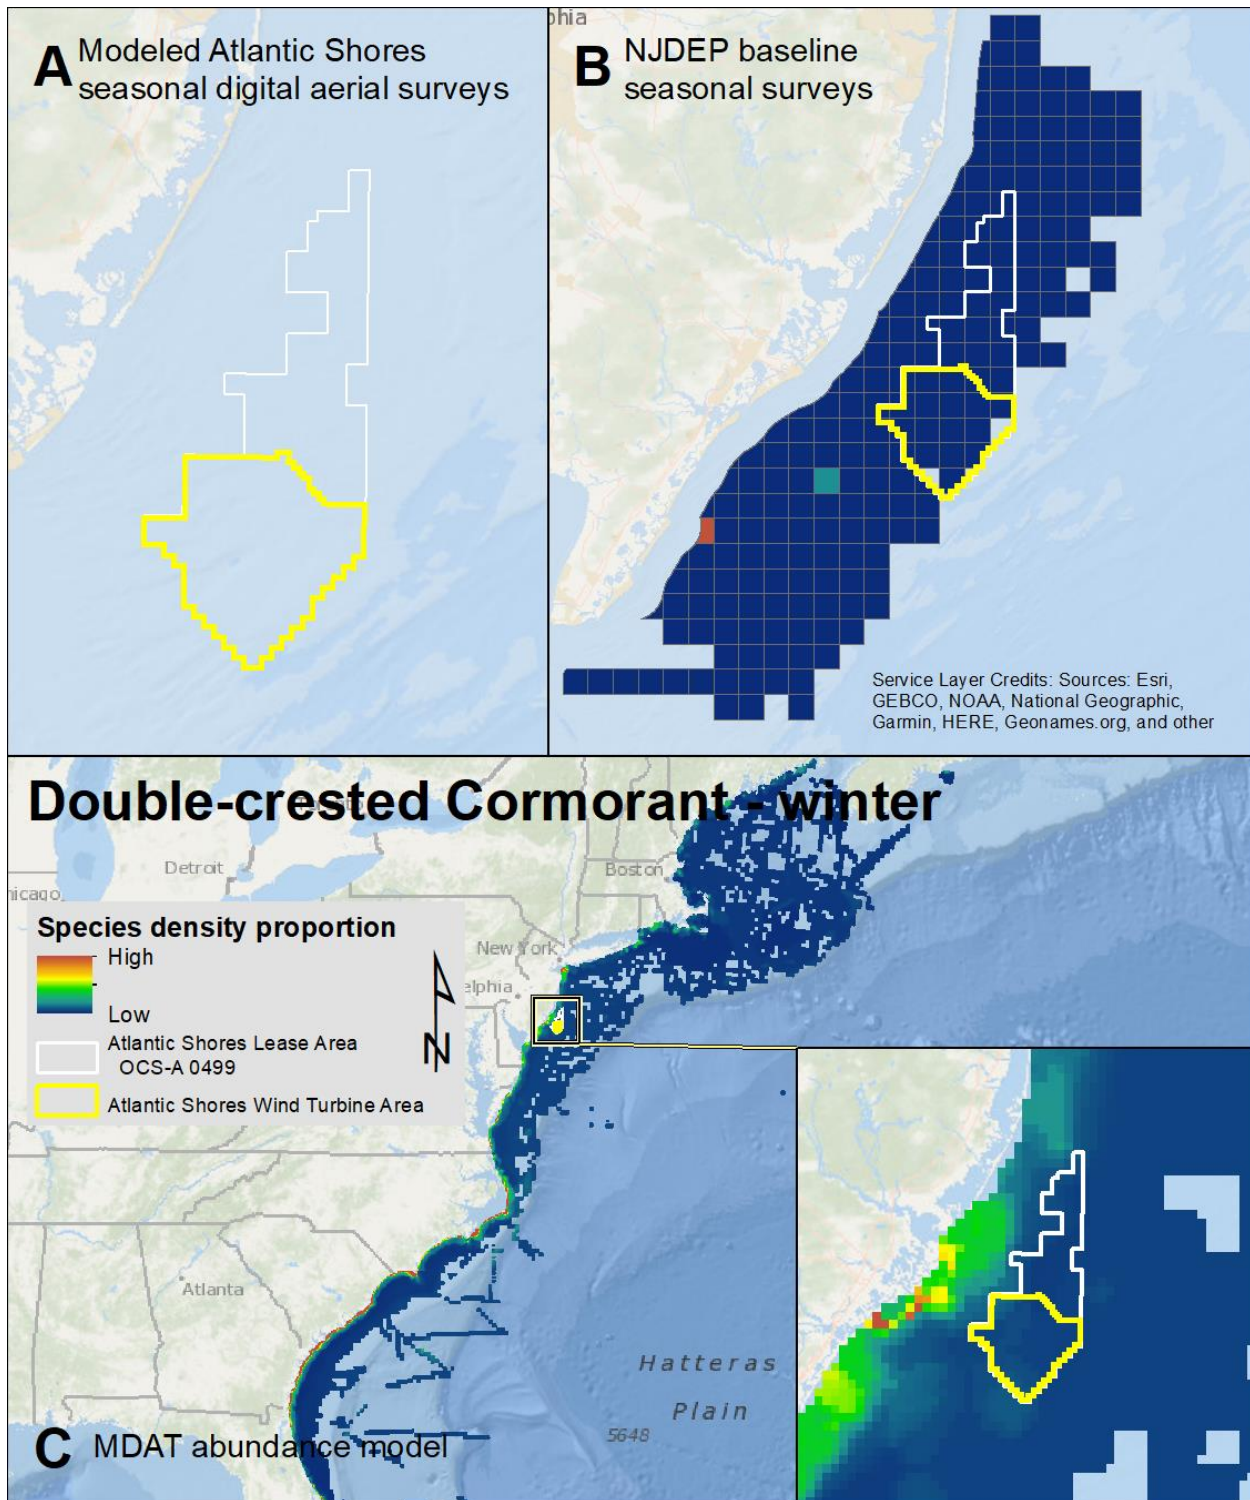 A Modeled Atlantic Shores
seasonal digital aerial surveys
phia
B NJDEP baseline
seasonal surveys
Service Layer Credits: Sources: Esri,
GEBCO, NOAA, National Geographic,
Garmin, HERE, Geonames.org, and other
Double-crested Cormorant - winter
Detroit
Boston
hicago
Species density proportion
High
Low
New York
elphia
N
Atlantic Shores Lease Area
OCS-A 0499
Atlantic Shores Wind Turbine Area
Atlanta
Hatteras
Plain
5648
C MDAT abundance model